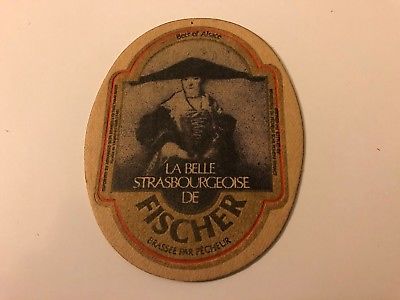 Beer of Alsace
LA BELLE
STRASBOURGEOISE
DE
FISCHER
BRASSÉE PAR PÊCHEUR